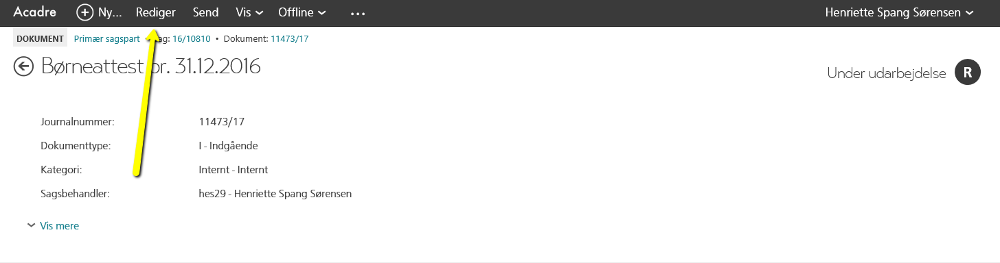 Acadre Ny... Rediger Send Vis Offline ... Henriette Spang Sørensen
DOKUMENT Primær sagspart • ag: 16/10810 • Dokument: 11473/17
Børneattest pr. 31.12.2016
Under udarbejdelse R
Journalnummer: 11473/17
Dokumenttype: I - Indgående
Kategori: Internt - Internt
Sagsbehandler: hes29 - Henriette Spang Sørensen
Vis mere